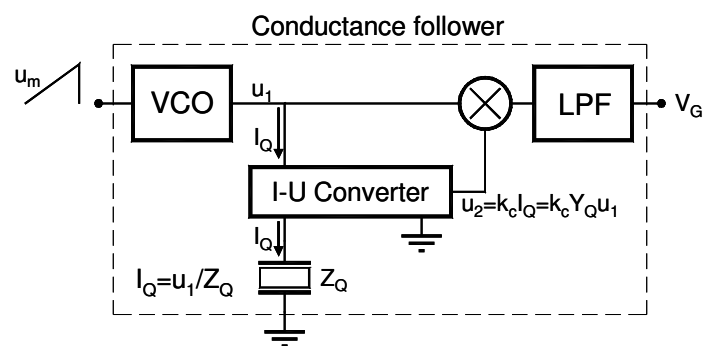 Conductance follower
u_m
VCO
u_1
LPF
V_G
I_Q
I-U Converter
u_2=k_cI_Q=k_cY_Qu_1
I_Q
I_Q=u_1/Z_Q
Z_Q